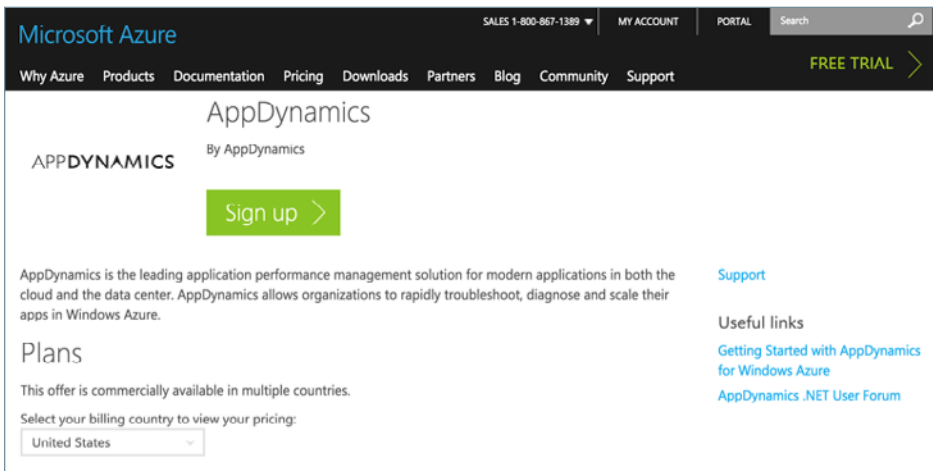 SALES 1-800-867-1389 MY ACCOUNT PORTAL Search
Microsoft Azure
FREE TRIAL
Why Azure Products Documentation Pricing Downloads Partners Blog Community Support
AppDynamics
By AppDynamics
APPDYNAMICS
Sign up
AppDynamics is the leading application performance management solution for modern applications in both the
cloud and the data center. AppDynamics allows organizations to rapidly troubleshoot, diagnose and scale their
apps in Windows Azure.
Plans
This offer is commercially available in multiple countries.
Select your billing country to view your pricing:
United States
Support
Useful links
Getting Started with AppDynamics
for Windows Azure
AppDynamics .NET User Forum